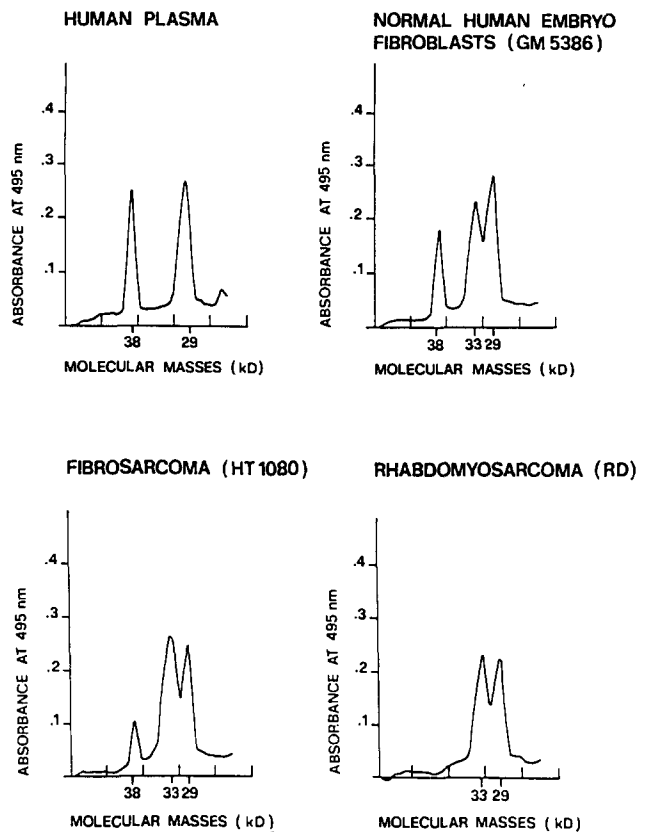 HUMAN PLASMA
ABSORBANCE AT 495 nm
.4
.3
.2
.1
38 29
MOLECULAR MASSES (kD)
NORMAL HUMAN EMBRYO
FIBROBLASTS (GM 5386)
ABSORBANCE AT 495 nm
.4
.3
.2
.1
38 33 29
MOLECULAR MASSES (kD)
FIBROSARCOMA (HT 1080)
ABSORBANCE AT 495 nm
.4
.3
.2
.1
38 33 29
MOLECULAR MASSES (kD)
RHABDOMYOSARCOMA (RD)
ABSORBANCE AT 495 nm
.4
.3
.2
.1
33 29
MOLECULAR MASSES (kD)